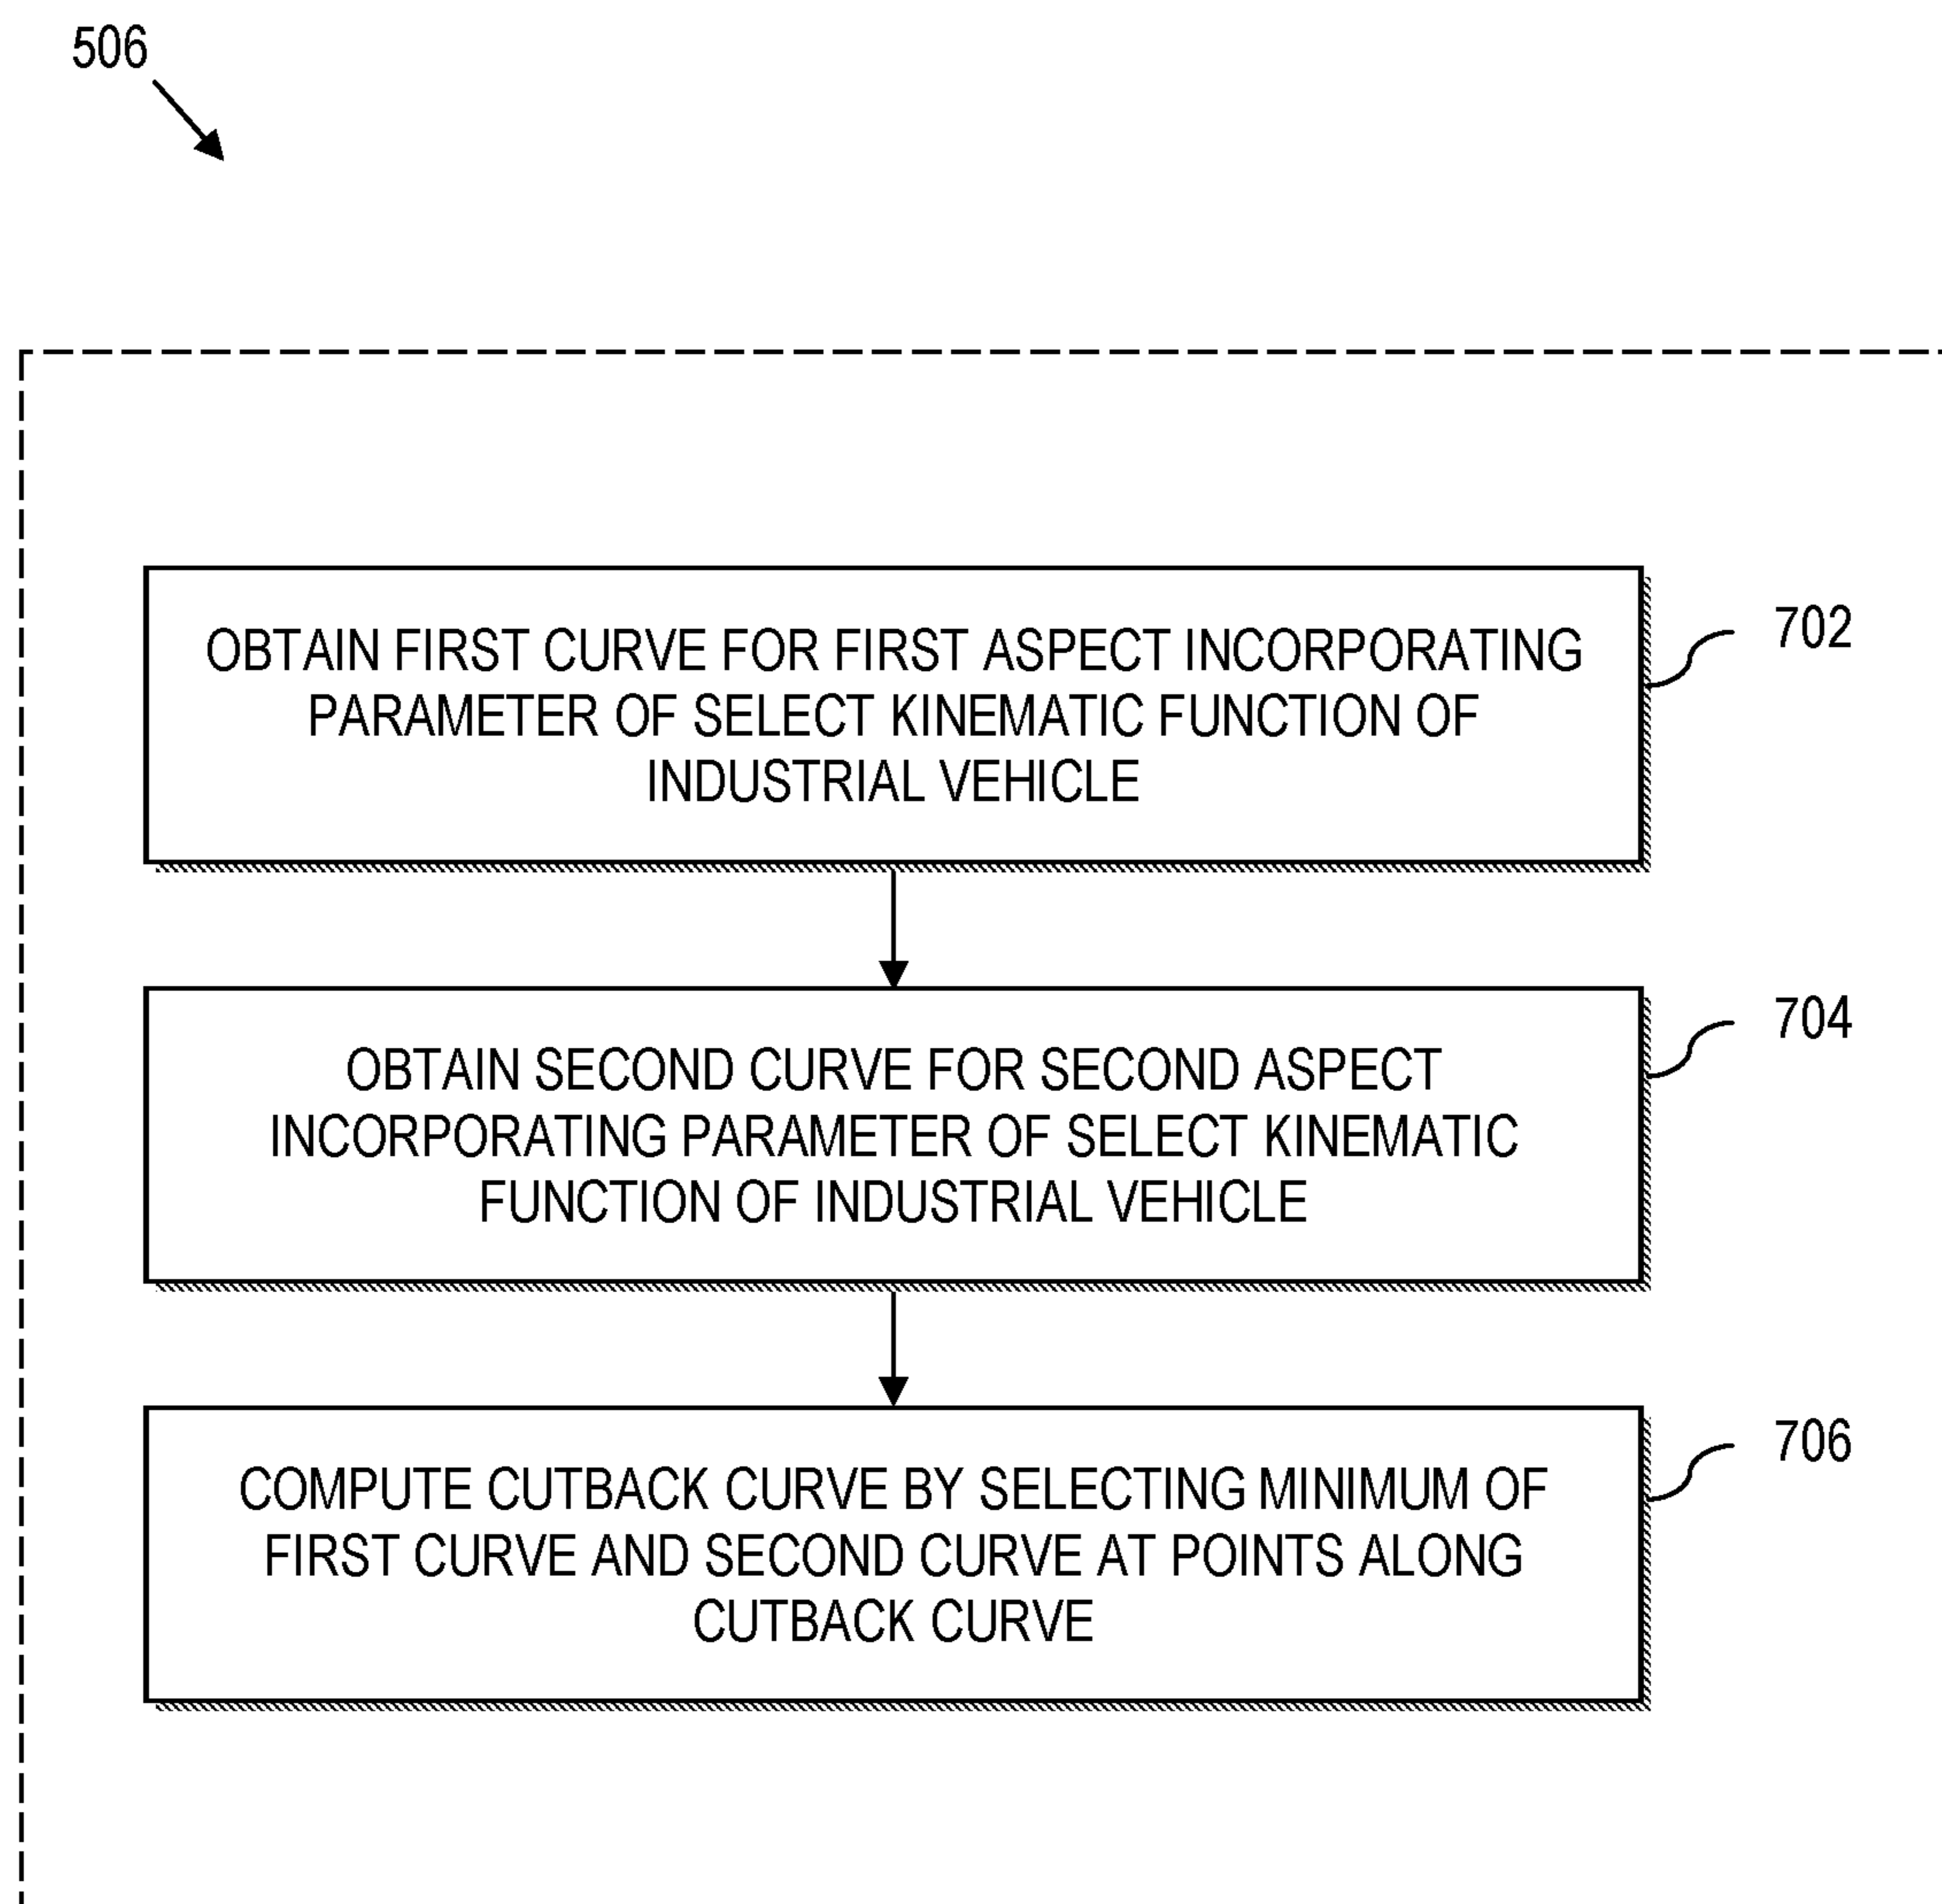 506
OBTAIN FIRST CURVE FOR FIRST ASPECT INCORPORATING
PARAMETER OF SELECT KINEMATIC FUNCTION OF
INDUSTRIAL VEHICLE
702
OBTAIN SECOND CURVE FOR SECOND ASPECT
INCORPORATING PARAMETER OF SELECT KINEMATIC
FUNCTION OF INDUSTRIAL VEHICLE
704
COMPUTE CUTBACK CURVE BY SELECTING MINIMUM OF
FIRST CURVE AND SECOND CURVE AT POINTS ALONG
CUTBACK CURVE
706